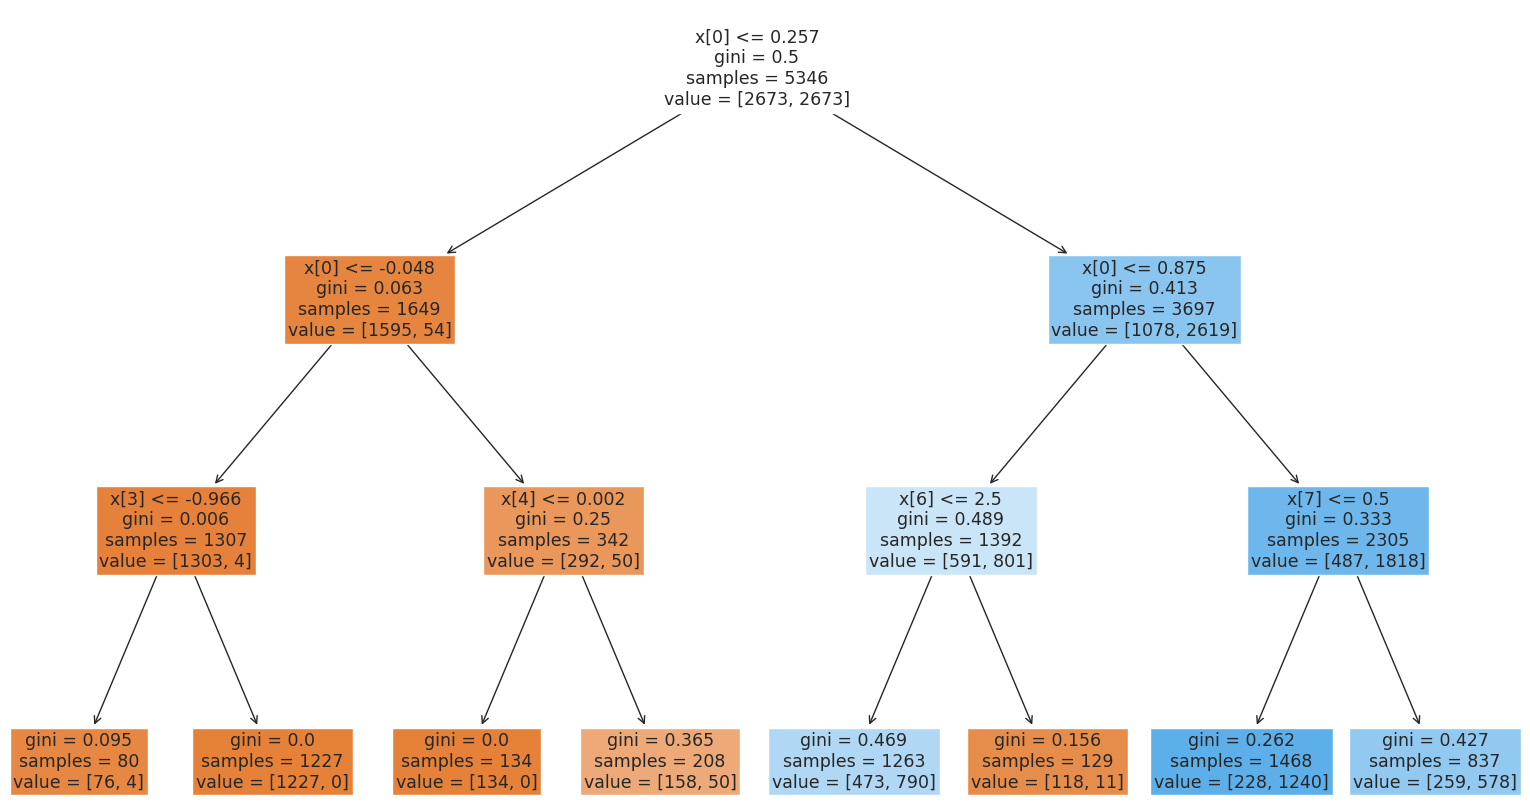 x[0] <= 0.257
gini = 0.5
samples = 5346
value = [2673, 2673]
x[0] <= -0.048
gini = 0.063
samples = 1649
value = [1595, 54]
x[0] <= 0.875
gini = 0.413
samples = 3697
value = [1078, 2619]
x[3] <= -0.966
gini = 0.006
samples = 1307
value = [1303, 4]
x[4] <= 0.002
gini = 0.25
samples = 342
value = [292, 50]
x[6] <= 2.5
gini = 0.489
samples = 1392
value = [591, 801]
x[7] <= 0.5
gini = 0.333
samples = 2305
value = [487, 1818]
gini = 0.095
samples = 80
value = [76, 4]
gini = 0.0
samples = 1227
value = [1227, 0]
gini = 0.0
samples = 134
value = [134, 0]
gini = 0.365
samples = 208
value = [158, 50]
gini = 0.469
samples = 1263
value = [473, 790]
gini = 0.156
samples = 129
value = [118, 11]
gini = 0.262
samples = 1468
value = [228, 1240]
gini = 0.427
samples = 837
value = [259, 578]